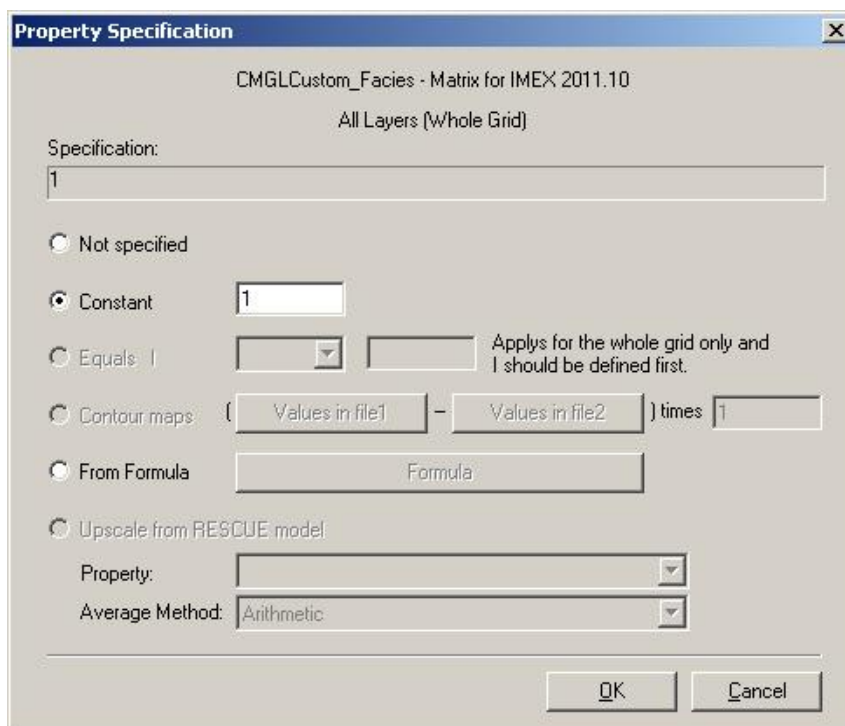 Property Specification
CMGLCustom_Facies - Matrix for IMEX 2011.10
All Layers (Whole Grid)
Specification:
1
Not specified
Constant 1
Equals I Applys for the whole grid only and
I should be defined first.
Contour maps ( Values in file1 – Values in file2 ) times 1
From Formula Formula
Upscale from RESCUE model
Property:
Average Method: Arithmetic
OK Cancel